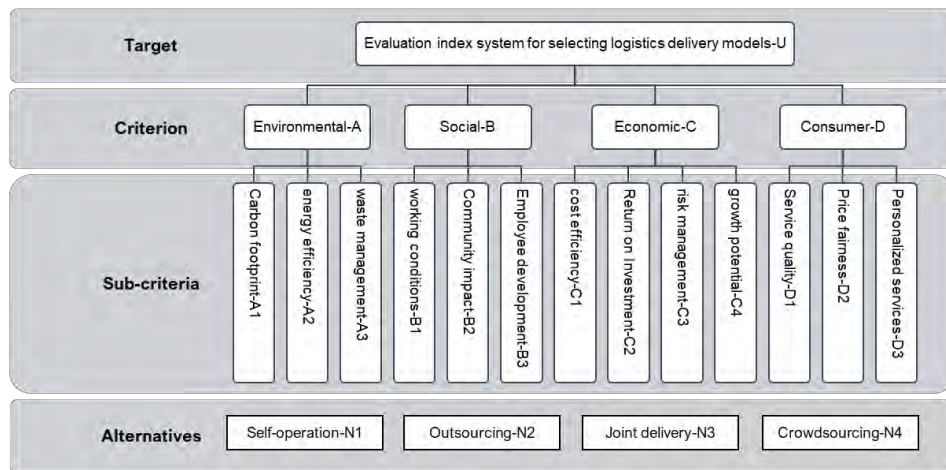 Target
Evaluation index system for selecting logistics delivery models-U
Criterion
Environmental-A
Social-B
Economic-C
Consumer-D
Sub-criteria
Carbon footprint-A1
energy efficiency-A2
waste management-A3
working conditions-B1
Community impact-B2
Employee development-B3
cost efficiency-C1
Return on Investment-C2
risk management-C3
growth potential-C4
Service quality-D1
Price fairness-D2
Personalized services-D3
Alternatives
Self-operation-N1
Outsourcing-N2
Joint delivery-N3
Crowdsourcing-N4